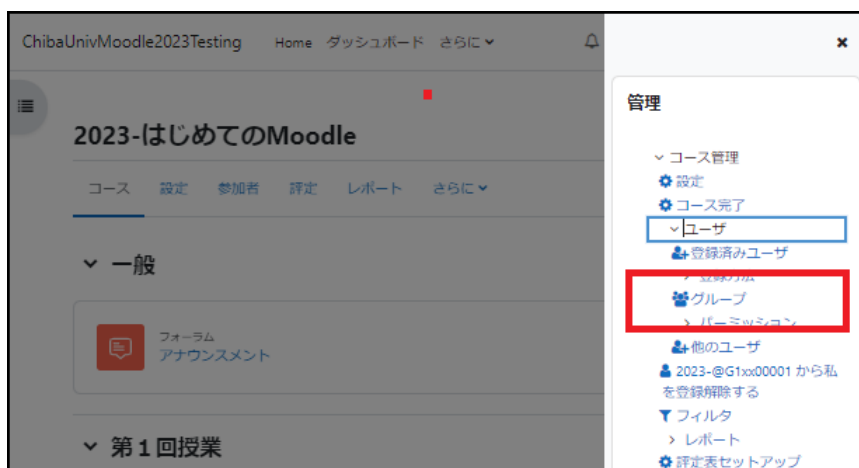 ChibaUnivMoodle2023Testing Home ダッシュボード さらに
管理
2023-はじめてのMoodle
コース 設定 参加者 評定 レポート さらに
一般
フォーラム
アナウンスメント
第1回授業
コース管理
設定
コース完了
ユーザ
登録済みユーザ
登録方法
グループ
パーミッション
他のユーザ
2023-@G1xx00001 から私
を登録解除する
フィルタ
レポート
評定表セットアップ